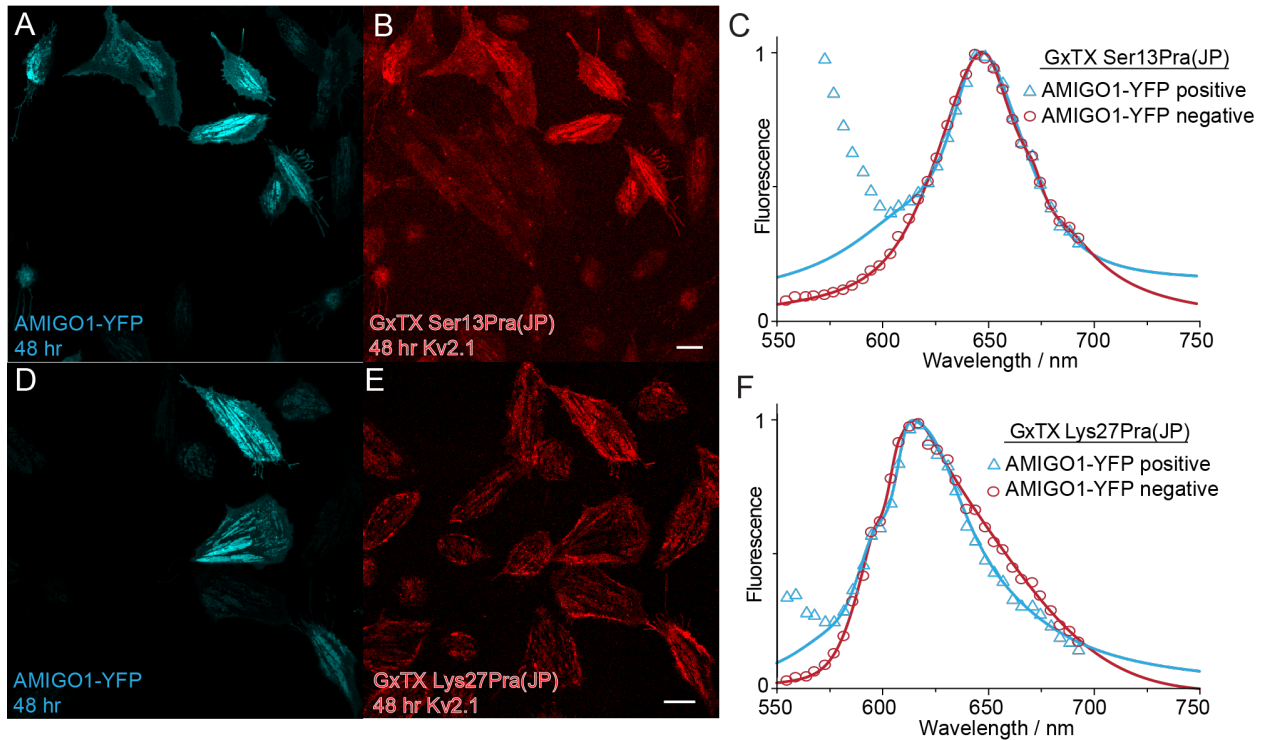 A
AMIGO1-YFP
48 hr
B
GxTX Ser13Pra(JP)
48 hr Kv2.1
C
GxTX Ser13Pra(JP)
AMIGO1-YFP positive
AMIGO1-YFP negative
1
Fluorescence
0
550
600
650
700
750
Wavelength / nm
D
AMIGO1-YFP
48 hr
E
GxTX Lys27Pra(JP)
48 hr Kv2.1
F
GxTX Lys27Pra(JP)
AMIGO1-YFP positive
AMIGO1-YFP negative
1
Fluorescence
0
550
600
650
700
750
Wavelength / nm